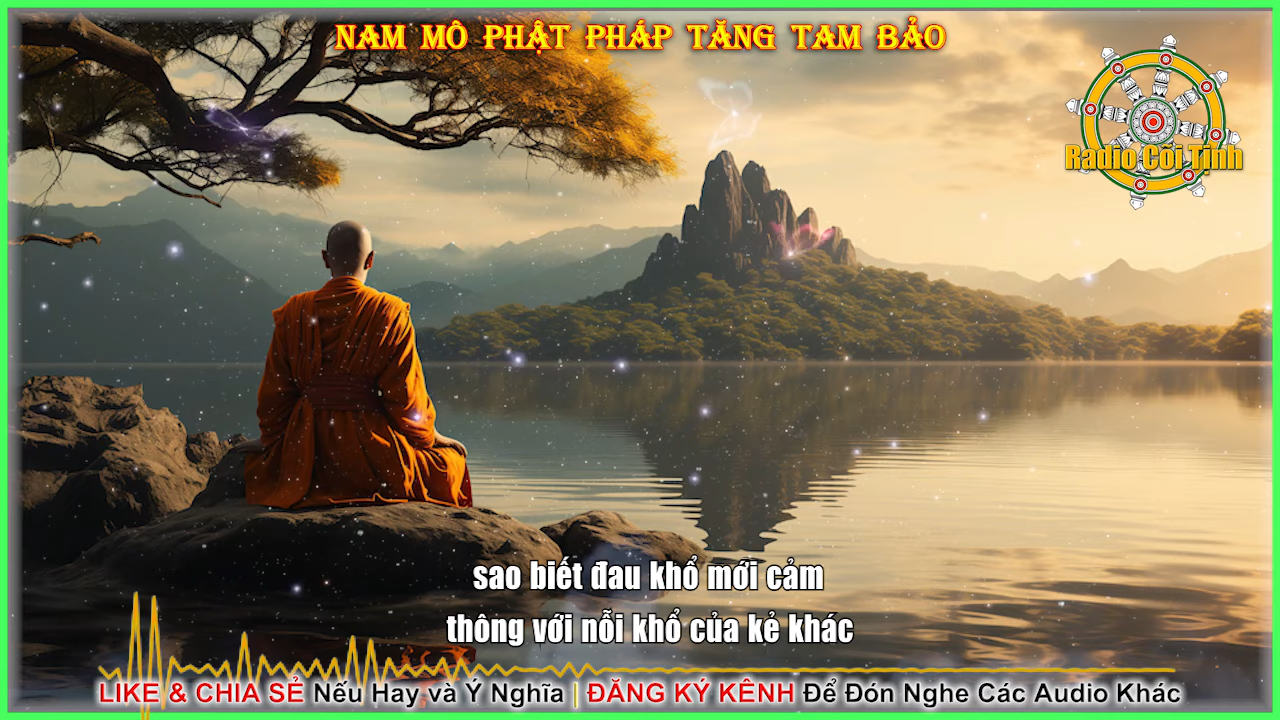 NAM MÔ PHẬT PHÁP TĂNG TAM BẢO
Radio Cõi Tịnh
sao biết đau khổ mới cảm
thông với nỗi khổ của kẻ khác
LIKE & CHIA SẺ Nếu Hay và Ý Nghĩa | ĐĂNG KÝ KÊNH Để Đón Nghe Các Audio Khác